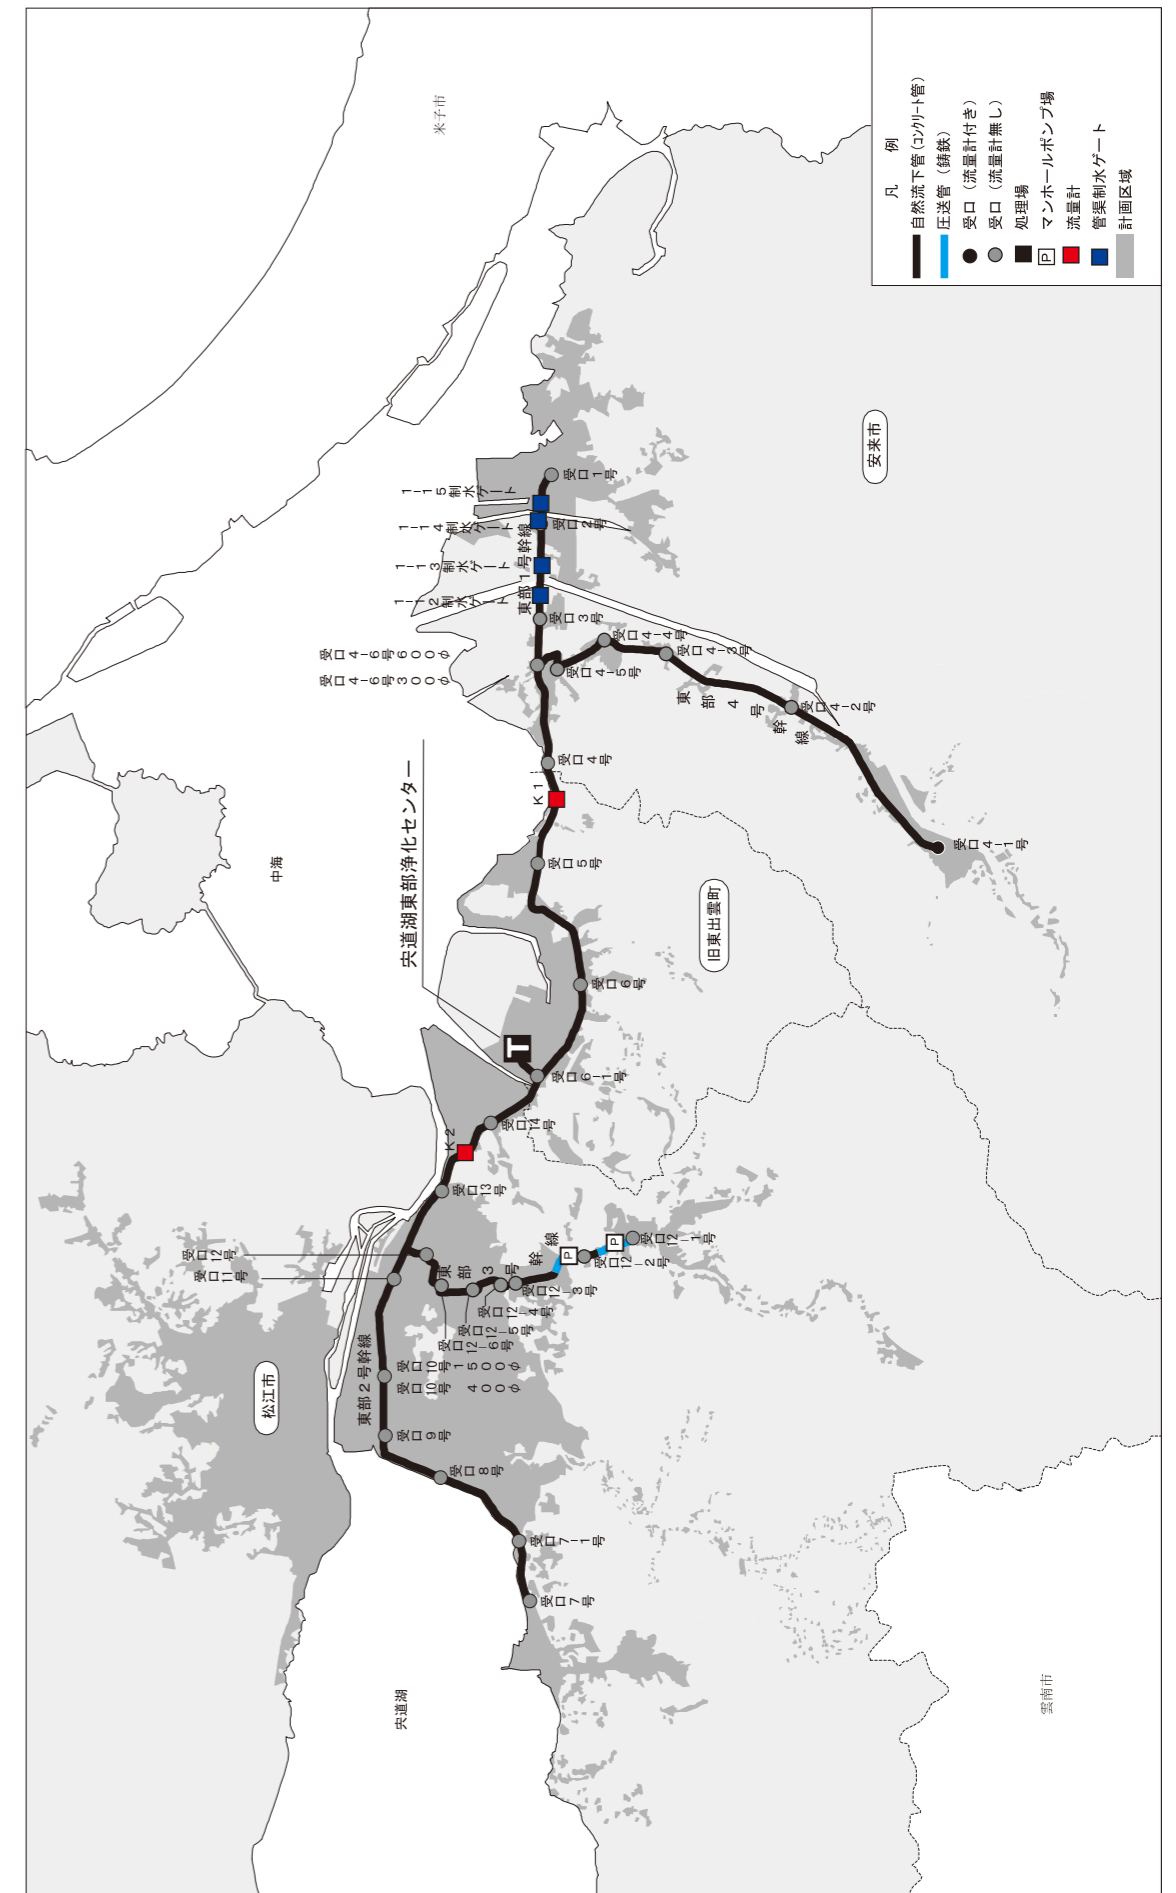 凡例
自然流下管(コンクリート管)
圧送管(鋳鉄)
受口(流量計付き)
受口(流量計無し)
処理場
P
マンホールポンプ場
流量計
管渠制水ゲート
計画区域
米子市
中海
宍道湖
雲南市
松江市
旧東出雲町
安来市
宍道湖東部浄化センター
T
東部1号幹線
東部2号幹線
東部3号幹線
東部4号幹線
1-15制水ゲート
1-14制水ゲート
1-13制水ゲート
1-12制水ゲート
受口1号
受口2号
受口3号
受口4-6号600φ
受口4-6号300φ
受口4-5号
受口4-4号
受口4-3号
受口4-2号
受口4-1号
受口4号
K1
受口5号
受口6号
受口6-1号
受口14号
K2
受口13号
受口12号
受口11号
P
P
受口12-1号
受口12-2号
受口12-3号
受口12-4号
受口12-5号
受口12-6号
受口10号1500φ
受口10号 400φ
受口9号
受口8号
受口7-1号
受口7号